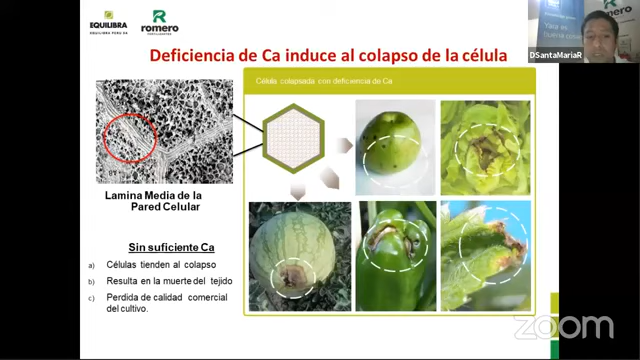 EQUILIBRA
EQUILIBRA PERU SA
romero
FERTILIZANTES
Deficiencia de Ca induce al colapso de la célula
DSantaMariaR
Célula colapsada con deficiencia de Ca
Lamina Media de la
Pared Celular
Sin suficiente Ca
a) Células tienden al colapso
b) Resulta en la muerte del tejido
c) Perdida de calidad comercial
del cultivo.
zoom